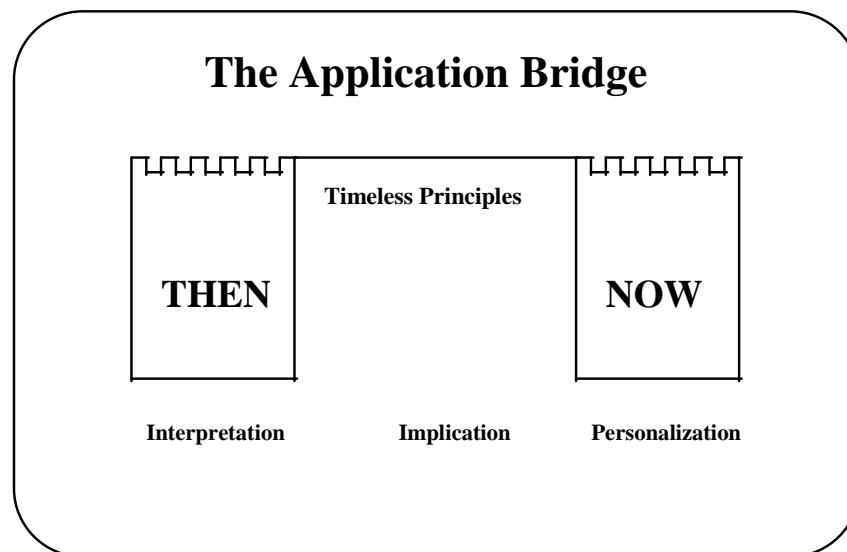 The Application Bridge
Timeless Principles
THEN NOW
Interpretation Implication Personalization